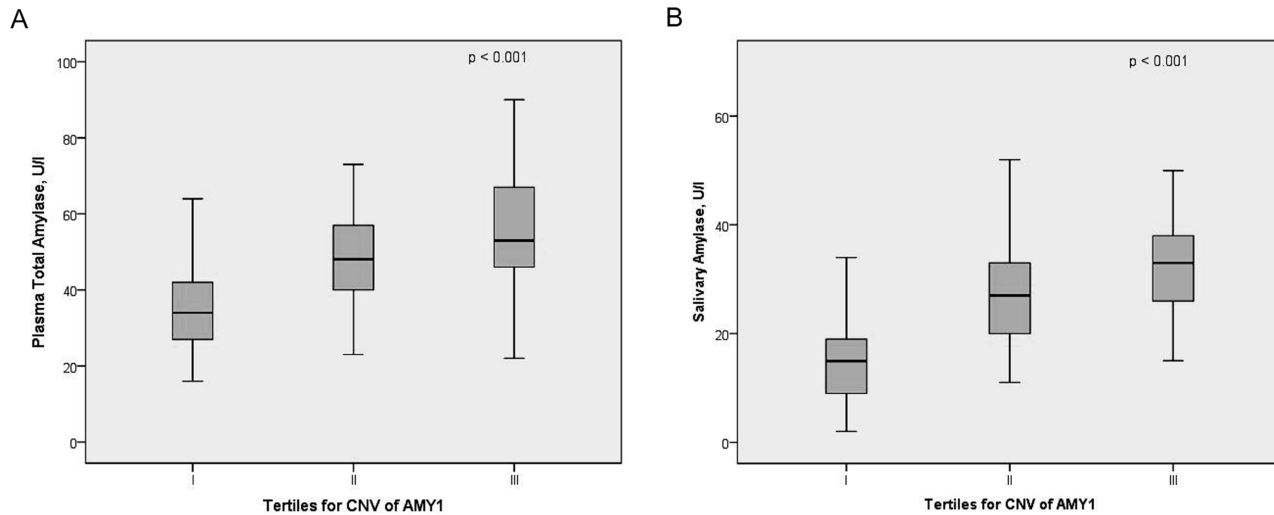 A
p < 0.001
100
80
60
40
20
0
Plasma Total Amylase, U/l
I
II
III
Tertiles for CNV of AMY1
B
p < 0.001
60
40
20
0
Salivary Amylase, U/l
I
II
III
Tertiles for CNV of AMY1